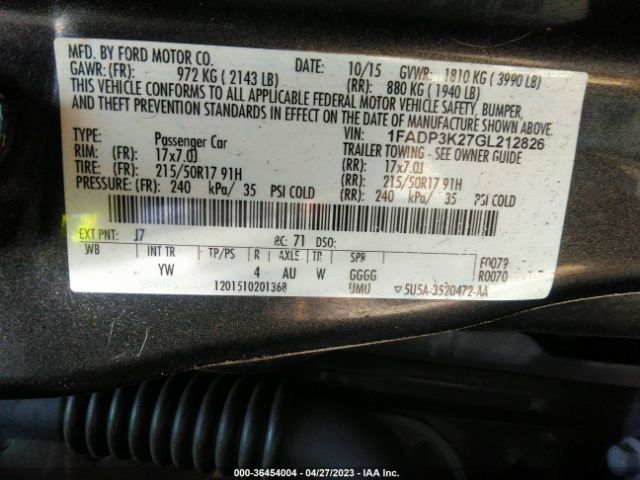 MFD. BY FORD MOTOR CO.
DATE: 10/15 GVWR: 1810 KG ( 3990 LB)
GAWR: (FR): 972 KG ( 2143 LB) (RR): 880 KG ( 1940 LB)
THIS VEHICLE CONFORMS TO ALL APPLICABLE FEDERAL MOTOR VEHICLE SAFETY, BUMPER,
AND THEFT PREVENTION STANDARDS IN EFFECT ON THE DATE OF MANUFACTURE SHOWN ABOVE.
VIN: 1FADP3K27GL212826
TYPE: Passenger Car TRAILER TOWING - SEE OWNER GUIDE
RIM: (FR): 17x7.0J (RR): 17x7.0J
TIRE: (FR): 215/50R17 91H (RR): 215/50R17 91H
PRESSURE: (FR): 240 kPa/ 35 PSI COLD (RR): 240 kPa/ 35 PSI COLD
EXT PNT: J7 RC: 71 DSO:
WB INT TR TP/PS R AXLE TR SPR F0079
YW 4 AU W GGGG R0070
1201510201368 UMU ▽5U5A-3520472-AA
000-36454004 - 04/27/2023 - IAA Inc.